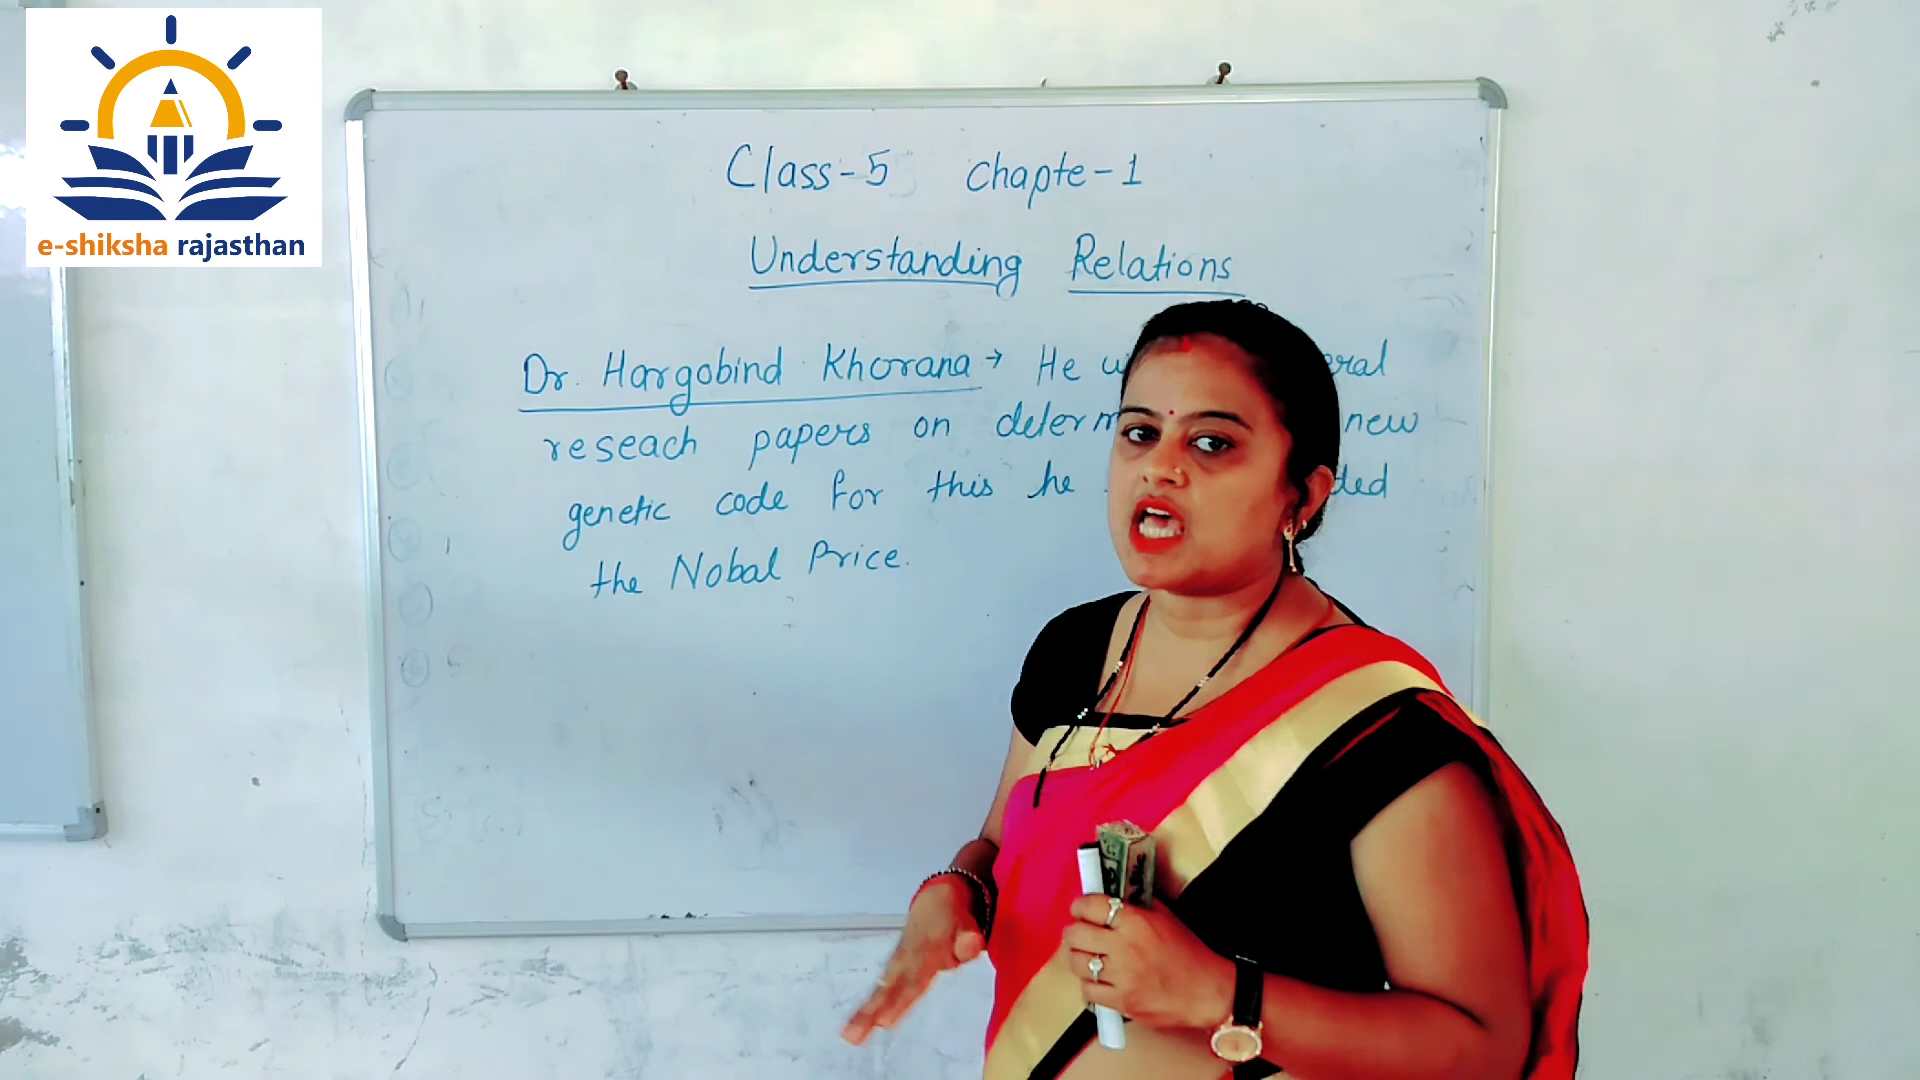 e-shiksha rajasthan
Class-5 Chapte-1
Understanding Relations
Dr. Hargobind Khorana → He
reseach papers on new
genetic code for this he
the Nobal Price.